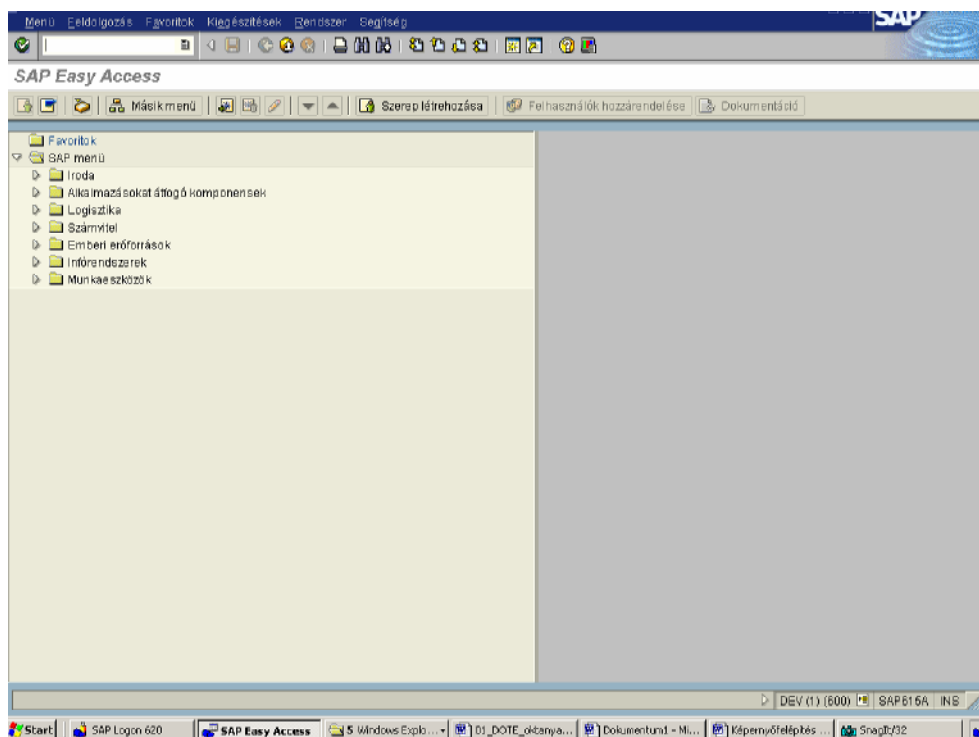 Menü Feldolgozás Favoritok Kiegészítések Rendszer Segítség
SAP
SAP Easy Access
Másik menü Szerep létrehozása Felhasználók hozzárendelése Dokumentáció
Favoritok
SAP menü
Iroda
Alkalmazásokat átfogó komponensek
Logisztika
Számvitel
Emberi erőforrások
Infórendszerek
Munkaeszközök
DEV (1) (600) SAP616A INS
Start SAP Logon 620 SAP Easy Access 5 Windows Explo... 01_DOTE_oktanya... Dokumentum1 - Mi... Képernyőfelépítés ... SnagIt/32